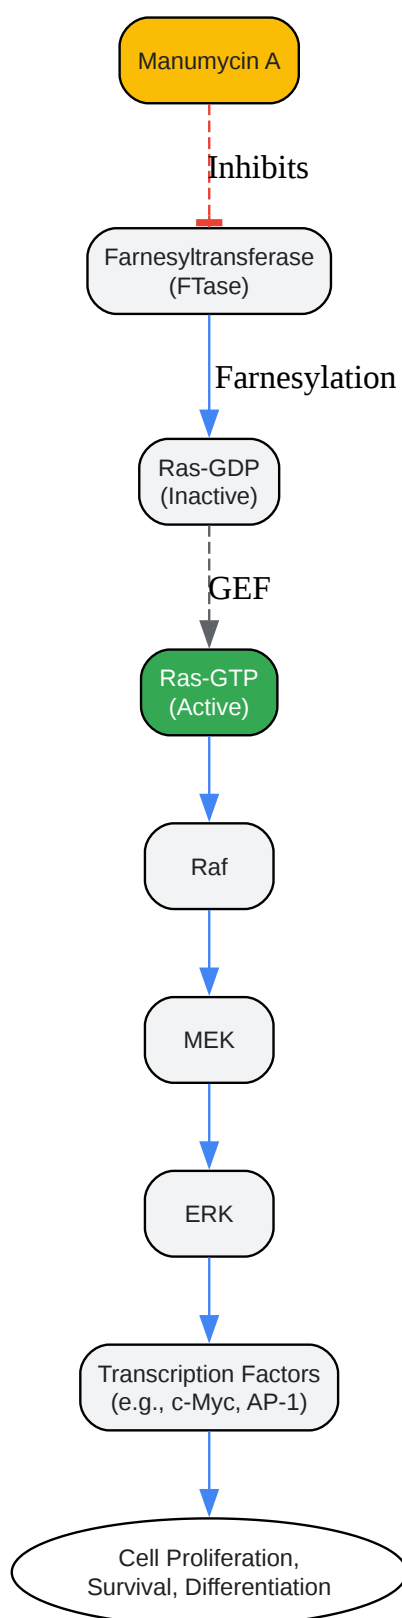 Manumycin A
Inhibits
Farnesyltransferase
(FTase)
Farnesylation
Ras-GDP
(Inactive)
GEF
Ras-GTP
(Active)
Raf
MEK
ERK
Transcription Factors
(e.g., c-Myc, AP-1)
Cell Proliferation,
Survival, Differentiation